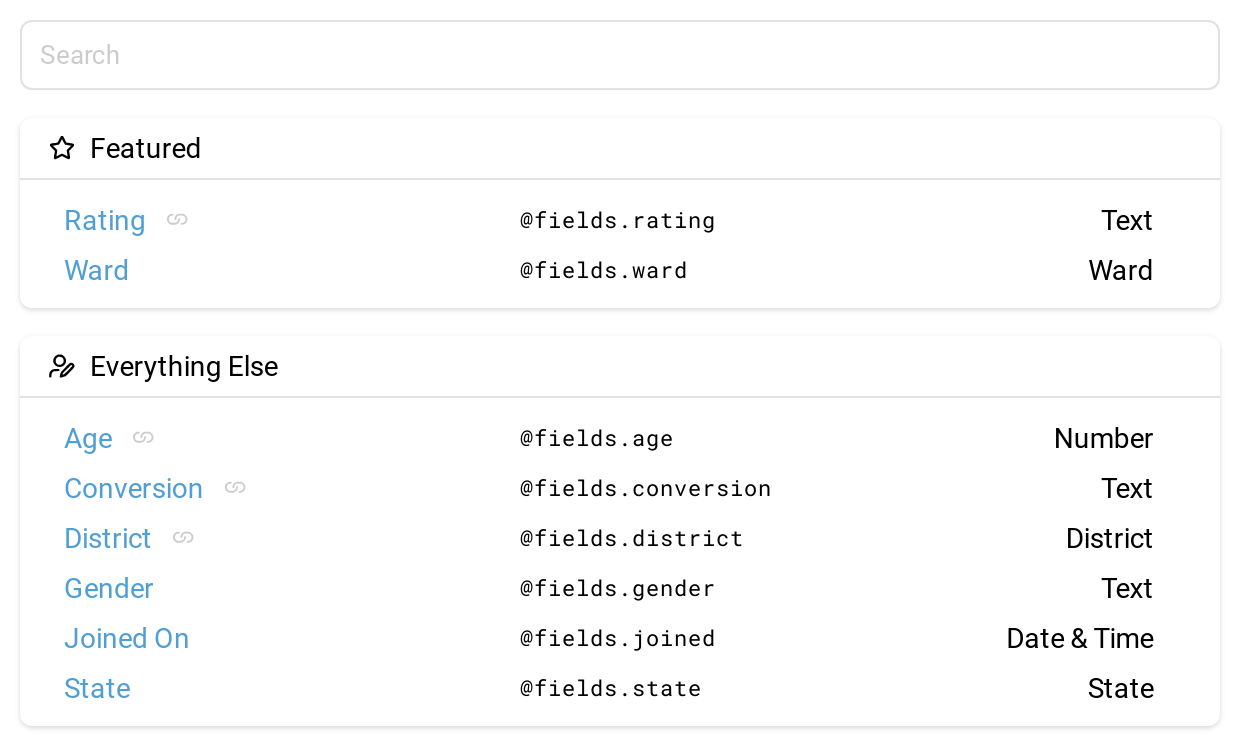 Search
Featured
Rating @fields.rating Text
Ward @fields.ward Ward
Everything Else
Age @fields.age Number
Conversion @fields.conversion Text
District @fields.district District
Gender @fields.gender Text
Joined On @fields.joined Date & Time
State @fields.state State